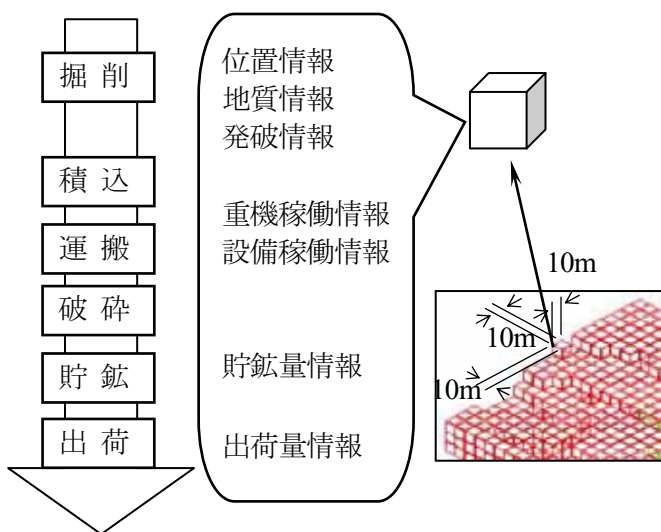 掘 削
積 込
運 搬
破 砕
貯 鉱
出 荷
位置情報
地質情報
発破情報
重機稼働情報
設備稼働情報
貯鉱量情報
出荷量情報
10m
10m
10m